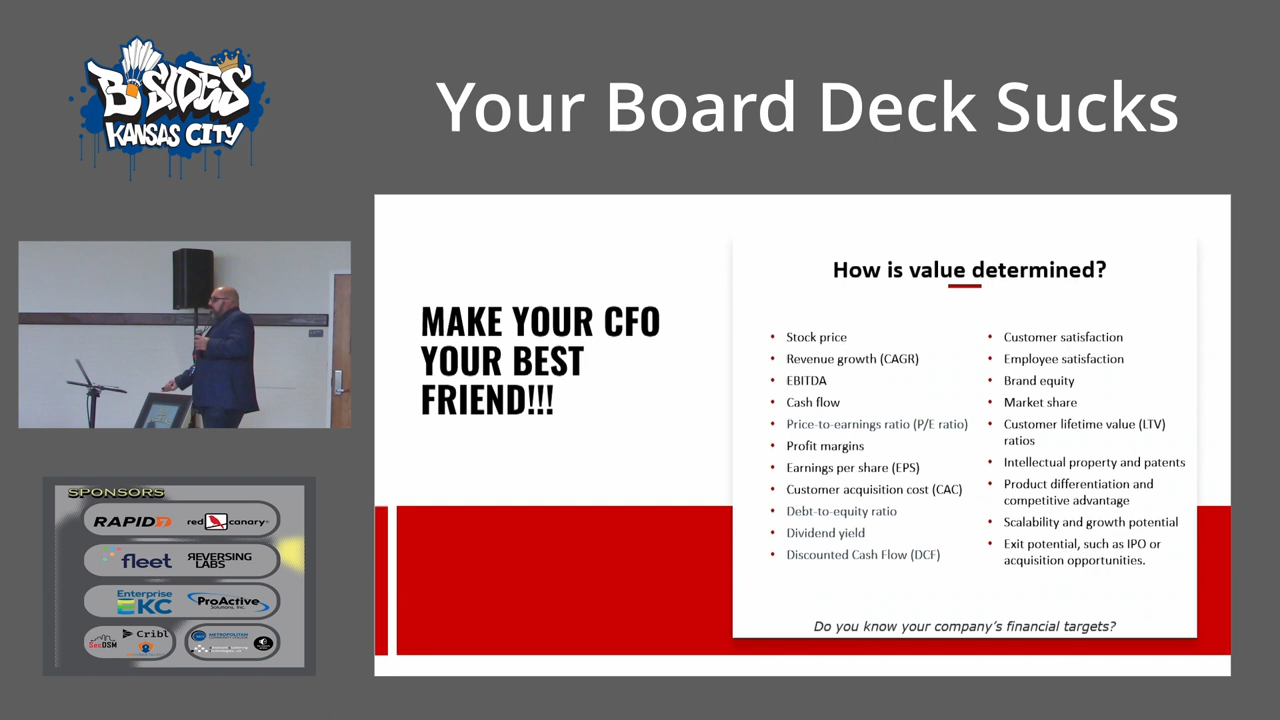 B·SIDES
KANSAS CITY
Your Board Deck Sucks
MAKE YOUR CFO
YOUR BEST
FRIEND!!!
How is value determined?
• Stock price
• Revenue growth (CAGR)
• EBITDA
• Cash flow
• Price-to-earnings ratio (P/E ratio)
• Profit margins
• Earnings per share (EPS)
• Customer acquisition cost (CAC)
• Debt-to-equity ratio
• Dividend yield
• Discounted Cash Flow (DCF)
• Customer satisfaction
• Employee satisfaction
• Brand equity
• Market share
• Customer lifetime value (LTV)
ratios
• Intellectual property and patents
• Product differentiation and
competitive advantage
• Scalability and growth potential
• Exit potential, such as IPO or
acquisition opportunities.
Do you know your company's financial targets?
SPONSORS
RAPID7
red canary
fleet
REVERSING
LABS
Enterprise
KC
ProActive
Solutions, Inc.
SecDSM
Cribl
METROPOLITAN